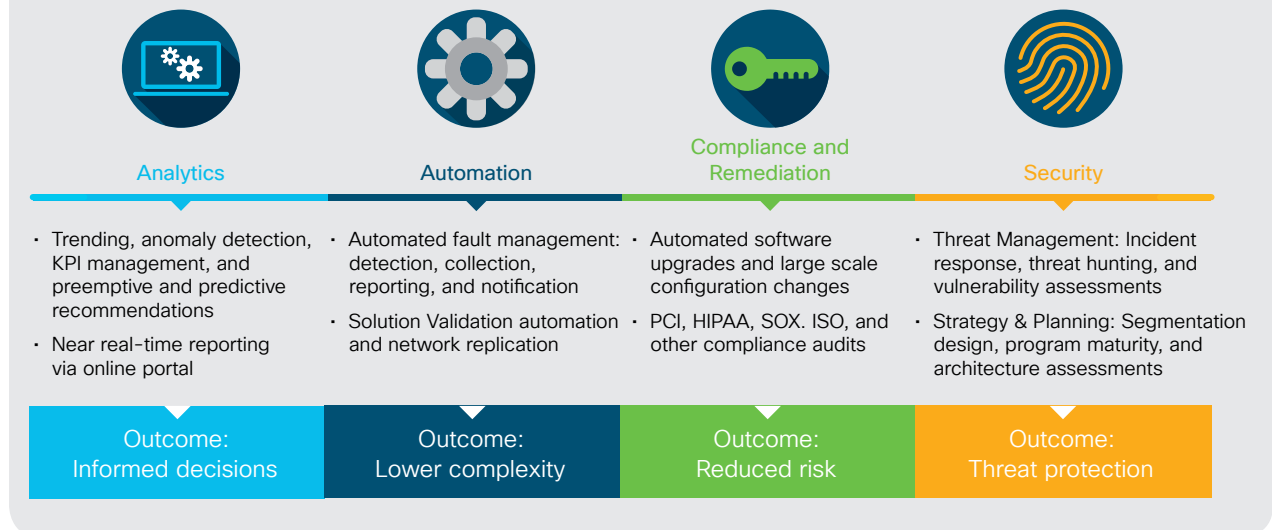 Analytics
Trending, anomaly detection,
KPI management, and
preemptive and predictive
recommendations
Near real-time reporting
via online portal
Outcome:
Informed decisions
Automation
Automated fault management:
detection, collection,
reporting, and notification
Solution Validation automation
and network replication
Outcome:
Lower complexity
Compliance and
Remediation
Automated software
upgrades and large scale
configuration changes
PCI, HIPAA, SOX. ISO, and
other compliance audits
Outcome:
Reduced risk
Security
Threat Management: Incident
response, threat hunting, and
vulnerability assessments
Strategy & Planning: Segmentation
design, program maturity, and
architecture assessments
Outcome:
Threat protection